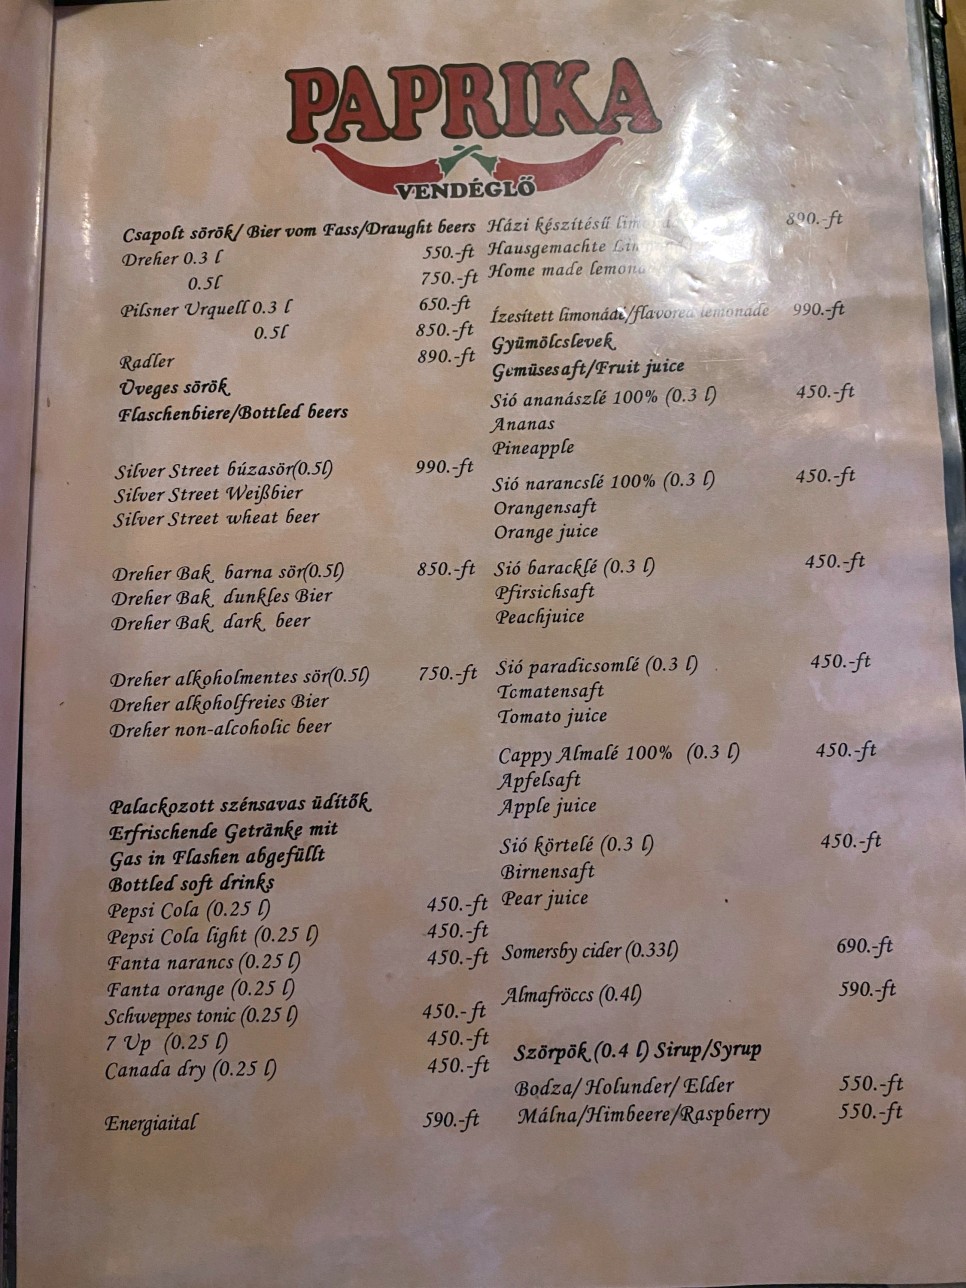 PAPRIKA
VENDÉGLŐ
Csapolt sörök/ Bier vom Fass/Draught beers
Dreher 0.3 l 550.-ft
0.5l 750.-ft
Pilsner Urquell 0.3 l 650.-ft
0.5l 850.-ft
Radler 890.-ft
Üveges sörök
Flaschenbiere/Bottled beers
Silver Street búzasör(0.5l) 990.-ft
Silver Street Weißbier
Silver Street wheat beer
Dreher Bak barna sör(0.5l) 850.-ft
Dreher Bak dunkles Bier
Dreher Bak dark beer
Dreher alkoholmentes sör(0.5l) 750.-ft
Dreher alkoholfreies Bier
Dreher non-alcoholic beer
Palackozott szénsavas üdítők
Erfrischende Getränke mit
Gas in Flashen abgefüllt
Bottled soft drinks
Pepsi Cola (0.25 l) 450.-ft
Pepsi Cola light (0.25 l) 450.-ft
Fanta narancs (0.25 l) 450.-ft
Fanta orange (0.25 l)
Schweppes tonic (0.25 l) 450.-ft
7 Up (0.25 l) 450.-ft
Canada dry (0.25 l) 450.-ft
Energiaital 590.-ft
Házi készítésű 890.-ft
Hausgemachte
Home made
Ízesített limonádé/flavored lemonade 990.-ft
Gyümölcslevek
Gemüsesaft/Fruit juice
Sió ananászlé 100% (0.3 l) 450.-ft
Ananas
Pineapple
Sió narancslé 100% (0.3 l) 450.-ft
Orangensaft
Orange juice
Sió baracklé (0.3 l) 450.-ft
Pfirsichsaft
Peachjuice
Sió paradicsomlé (0.3 l) 450.-ft
Tomatensaft
Tomato juice
Cappy Almalé 100% (0.3 l) 450.-ft
Apfelsaft
Apple juice
Sió körtelé (0.3 l) 450.-ft
Birnensaft
Pear juice
Somersby cider (0.33l) 690.-ft
Almafröccs (0.4l) 590.-ft
Szörpök (0.4 l) Sirup/Syrup
Bodza/ Holunder/ Elder 550.-ft
Málna/Himbeere/Raspberry 550.-ft